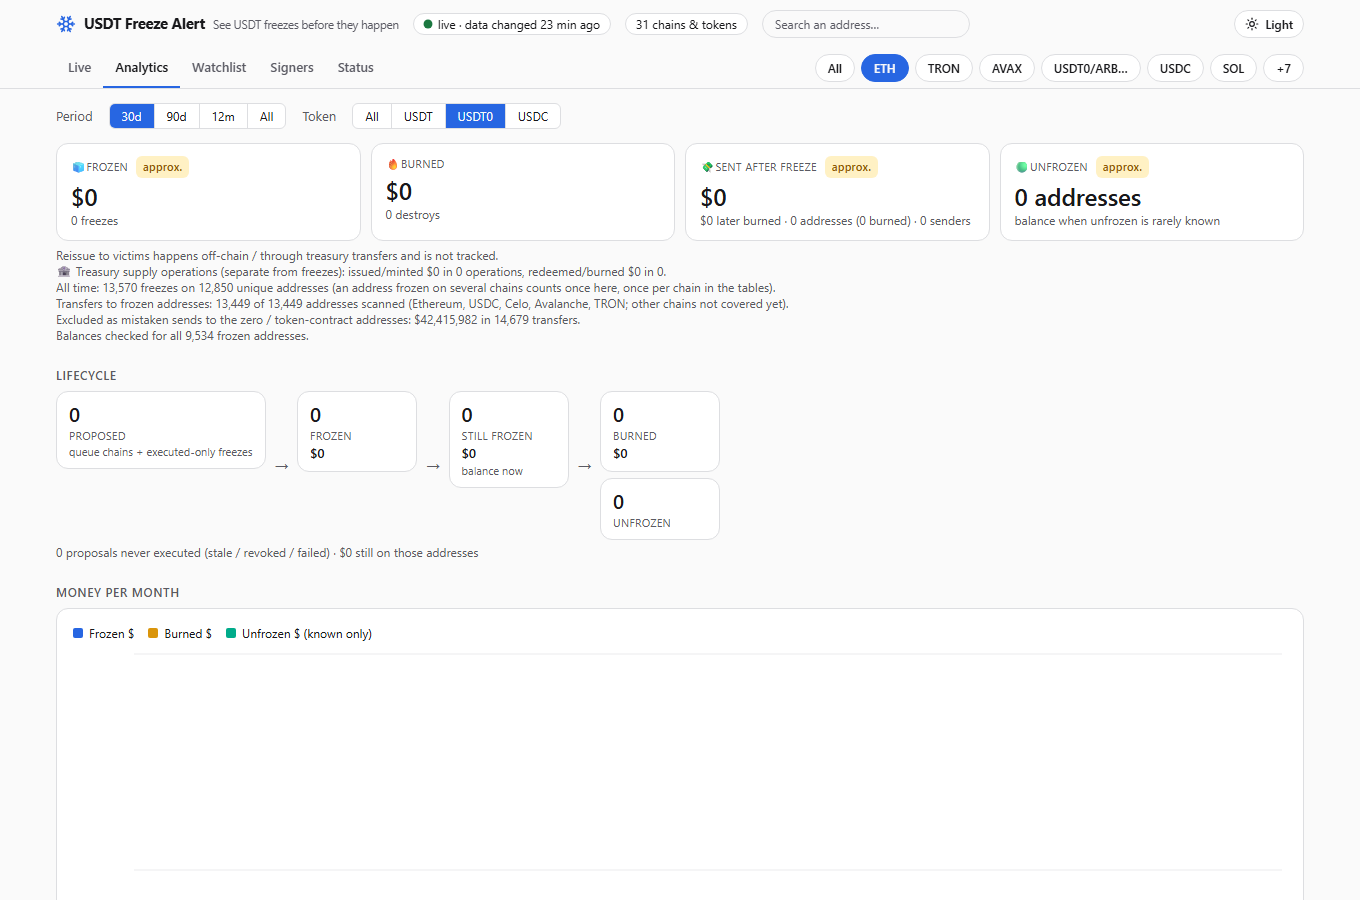 USDT Freeze Alert See USDT freezes before they happen live · data changed 23 min ago 31 chains & tokens Search an address... Light
Live Analytics Watchlist Signers Status All ETH TRON AVAX USDT0/ARB... USDC SOL +7
Period 30d 90d 12m All Token All USDT USDT0 USDC
FROZEN approx.
$0
0 freezes
BURNED
$0
0 destroys
SENT AFTER FREEZE approx.
$0
$0 later burned · 0 addresses (0 burned) · 0 senders
UNFROZEN approx.
0 addresses
balance when unfrozen is rarely known
Reissue to victims happens off-chain / through treasury transfers and is not tracked.
Treasury supply operations (separate from freezes): issued/minted $0 in 0 operations, redeemed/burned $0 in 0.
All time: 13,570 freezes on 12,850 unique addresses (an address frozen on several chains counts once here, once per chain in the tables).
Transfers to frozen addresses: 13,449 of 13,449 addresses scanned (Ethereum, USDC, Celo, Avalanche, TRON; other chains not covered yet).
Excluded as mistaken sends to the zero / token-contract addresses: $42,415,982 in 14,679 transfers.
Balances checked for all 9,534 frozen addresses.
LIFECYCLE
0
PROPOSED
queue chains + executed-only freezes
→
0
FROZEN
$0
→
0
STILL FROZEN
$0
balance now
→
0
BURNED
$0
0
UNFROZEN
0 proposals never executed (stale / revoked / failed) · $0 still on those addresses
MONEY PER MONTH
Frozen $ Burned $ Unfrozen $ (known only)